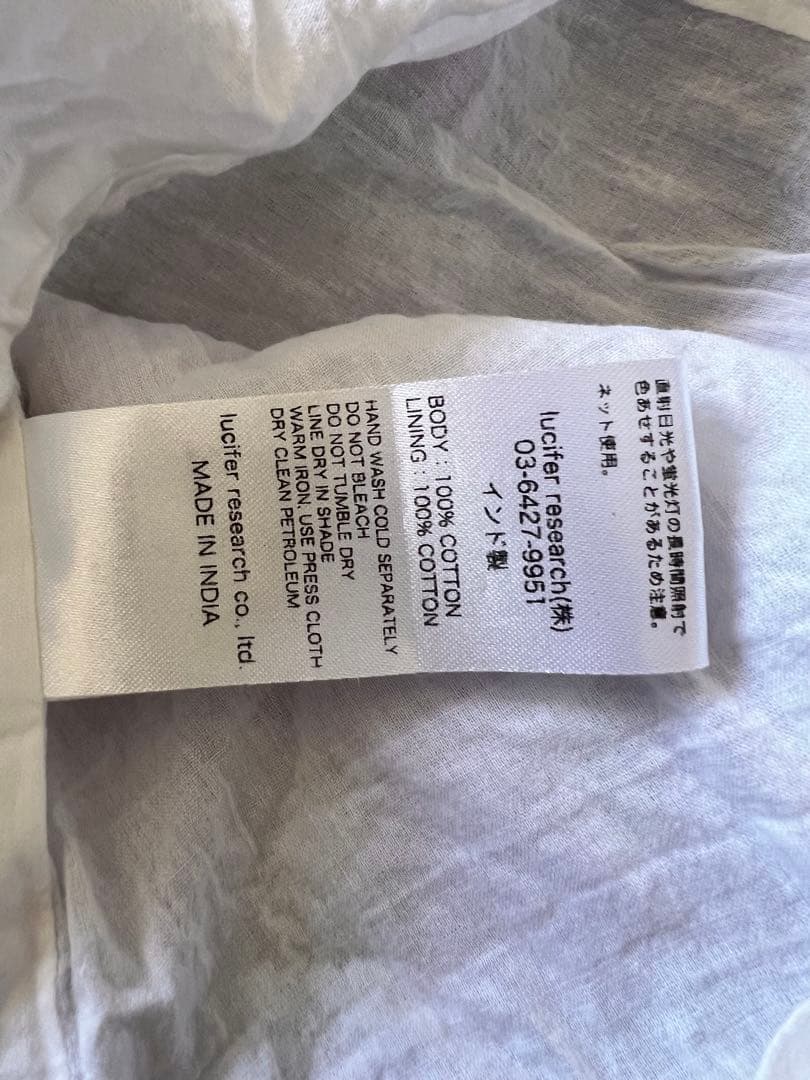 直射日光や蛍光灯の長時間照射で
色あせすることがあるため注意。
ネット使用。
lucifer research(株)
03-6427-9951
インド製
BODY : 100% COTTON
LINING : 100% COTTON
HAND WASH COLD SEPARATELY
DO NOT BLEACH
DO NOT TUMBLE DRY
LINE DRY IN SHADE
WARM IRON. USE PRESS CLOTH
DRY CLEAN PETROLEUM
lucifer research co., ltd.
MADE IN INDIA